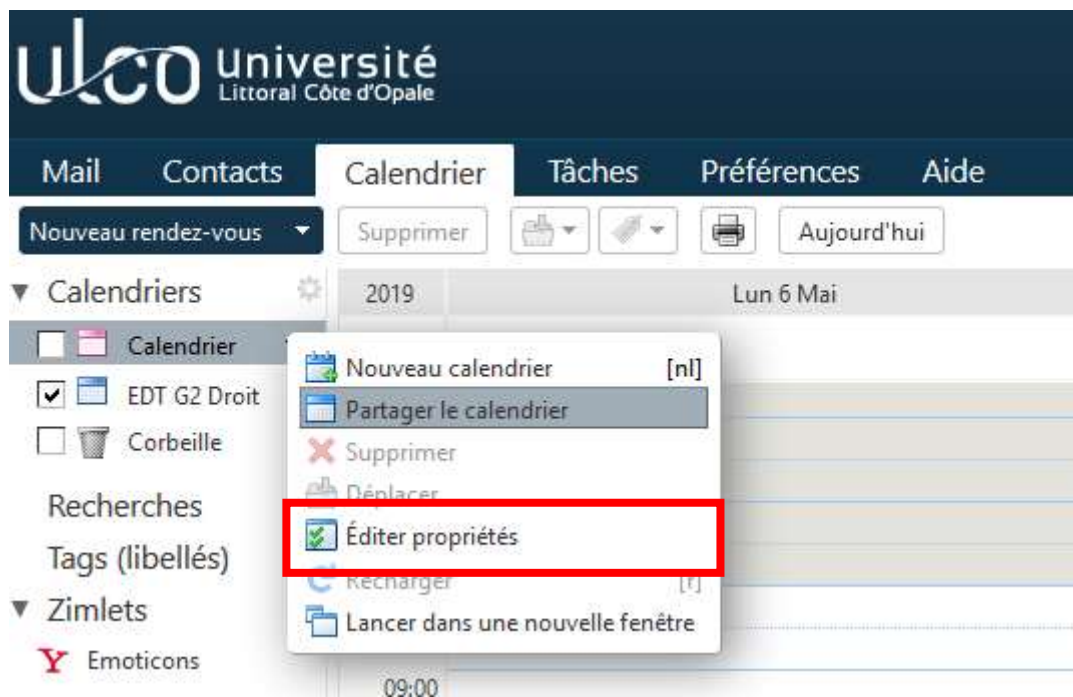 ulco Université
Littoral Côte d'Opale
Mail Contacts Calendrier Tâches Préférences Aide
Nouveau rendez-vous Supprimer Aujourd'hui
Calendriers 2019 Lun 6 Mai
Calendrier
EDT G2 Droit
Corbeille
Recherches
Tags (libellés)
Zimlets
Emoticons
Nouveau calendrier [nl]
Partager le calendrier
Supprimer
Déplacer
Éditer propriétés
Recharger [r]
Lancer dans une nouvelle fenêtre
09:00